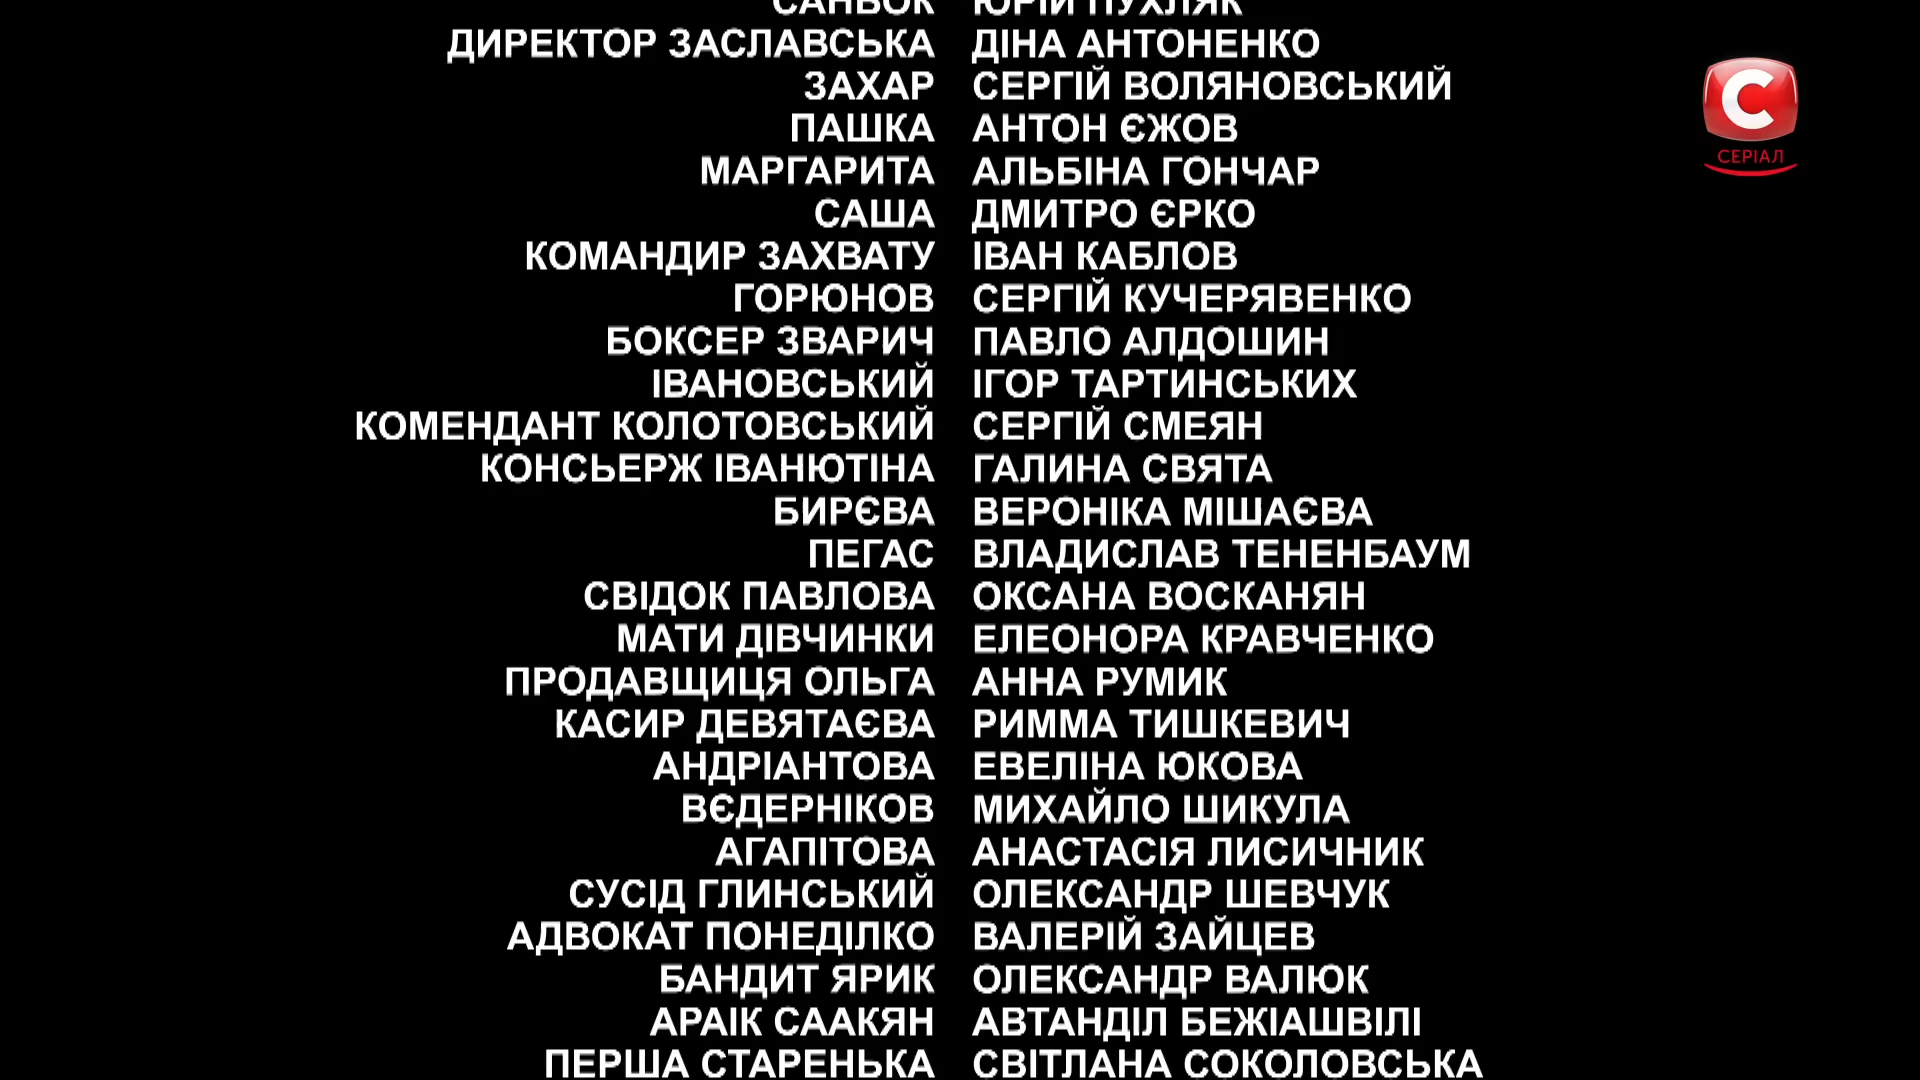 САНЬОК ЮРІЙ ПУХЛЯК
ДИРЕКТОР ЗАСЛАВСЬКА ДІНА АНТОНЕНКО
ЗАХАР СЕРГІЙ ВОЛЯНОВСЬКИЙ
ПАШКА АНТОН ЄЖОВ
МАРГАРИТА АЛЬБІНА ГОНЧАР
САША ДМИТРО ЄРКО
КОМАНДИР ЗАХВАТУ ІВАН КАБЛОВ
ГОРЮНОВ СЕРГІЙ КУЧЕРЯВЕНКО
БОКСЕР ЗВАРИЧ ПАВЛО АЛДОШИН
ІВАНОВСЬКИЙ ІГОР ТАРТИНСЬКИХ
КОМЕНДАНТ КОЛОТОВСЬКИЙ СЕРГІЙ СМЕЯН
КОНСЬЕРЖ ІВАНЮТІНА ГАЛИНА СВЯТА
БИРЄВА ВЕРОНІКА МІШАЄВА
ПЕГАС ВЛАДИСЛАВ ТЕНЕНБАУМ
СВІДОК ПАВЛОВА ОКСАНА ВОСКАНЯН
МАТИ ДІВЧИНКИ ЕЛЕОНОРА КРАВЧЕНКО
ПРОДАВЩИЦЯ ОЛЬГА АННА РУМИК
КАСИР ДЕВЯТАЄВА РИММА ТИШКЕВИЧ
АНДРІАНТОВА ЕВЕЛІНА ЮКОВА
ВЄДЕРНІКОВ МИХАЙЛО ШИКУЛА
АГАПІТОВА АНАСТАСІЯ ЛИСИЧНИК
СУСІД ГЛИНСЬКИЙ ОЛЕКСАНДР ШЕВЧУК
АДВОКАТ ПОНЕДІЛКО ВАЛЕРІЙ ЗАЙЦЕВ
БАНДИТ ЯРИК ОЛЕКСАНДР ВАЛЮК
АРАІК СААКЯН АВТАНДІЛ БЕЖІАШВІЛІ
ПЕРША СТАРЕНЬКА СВІТЛАНА СОКОЛОВСЬКА
С
СЕРІАЛ